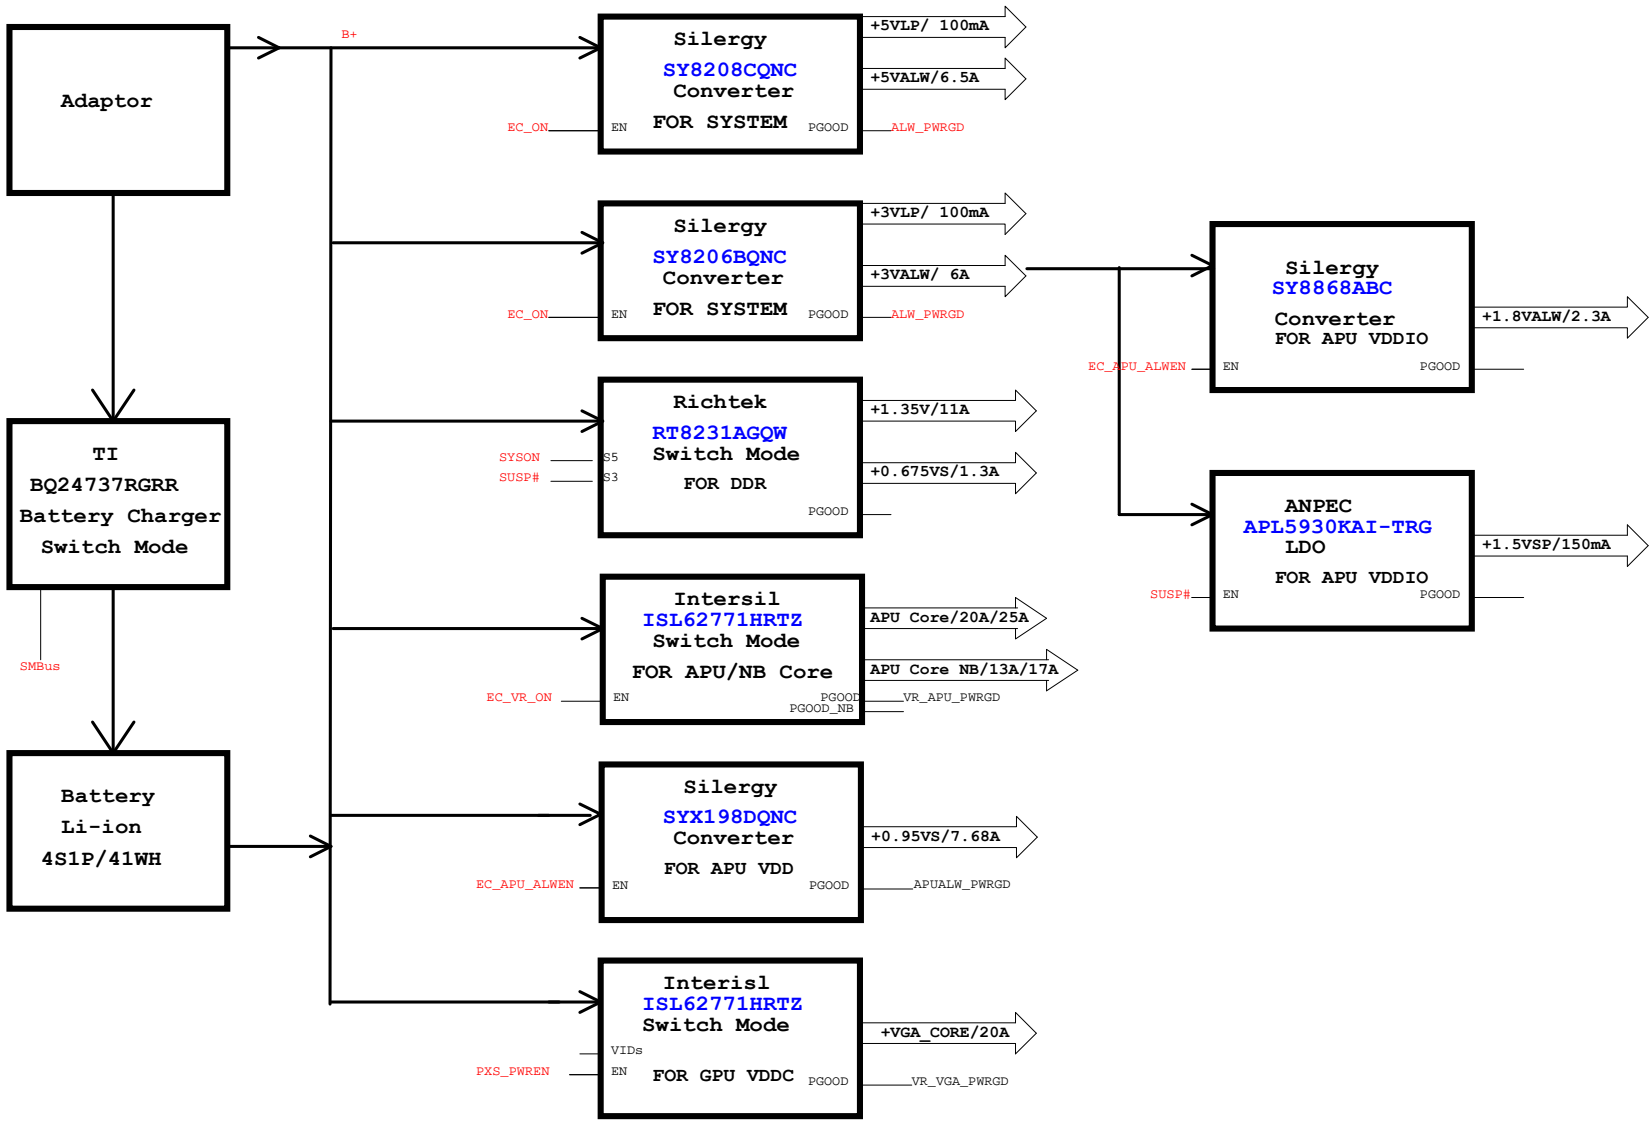 Adaptor
B+
Silergy
SY8208CQNC
Converter
FOR SYSTEM
EC_ON
EN
PGOOD
ALW_PWRGD
+5VLP/ 100mA
+5VALW/6.5A
Silergy
SY8206BQNC
Converter
FOR SYSTEM
EC_ON
EN
PGOOD
ALW_PWRGD
+3VLP/ 100mA
+3VALW/ 6A
Silergy
SY8868ABC
Converter
FOR APU VDDIO
EC_APU_ALWEN
EN
PGOOD
+1.8VALW/2.3A
TI
BQ24737RGRR
Battery Charger
Switch Mode
SMBus
Richtek
RT8231AGQW
Switch Mode
FOR DDR
SYSON
S5
SUSP#
S3
PGOOD
+1.35V/11A
+0.675VS/1.3A
ANPEC
APL5930KAI-TRG
LDO
FOR APU VDDIO
SUSP#
EN
PGOOD
+1.5VSP/150mA
Intersil
ISL62771HRTZ
Switch Mode
FOR APU/NB Core
EC_VR_ON
EN
PGOOD
PGOOD_NB
VR_APU_PWRGD
APU Core/20A/25A
APU Core NB/13A/17A
Battery
Li-ion
4S1P/41WH
Silergy
SYX198DQNC
Converter
FOR APU VDD
EC_APU_ALWEN
EN
PGOOD
APUALW_PWRGD
+0.95VS/7.68A
Interisl
ISL62771HRTZ
Switch Mode
VIDs
PXS_PWREN
EN
FOR GPU VDDC
PGOOD
VR_VGA_PWRGD
+VGA_CORE/20A